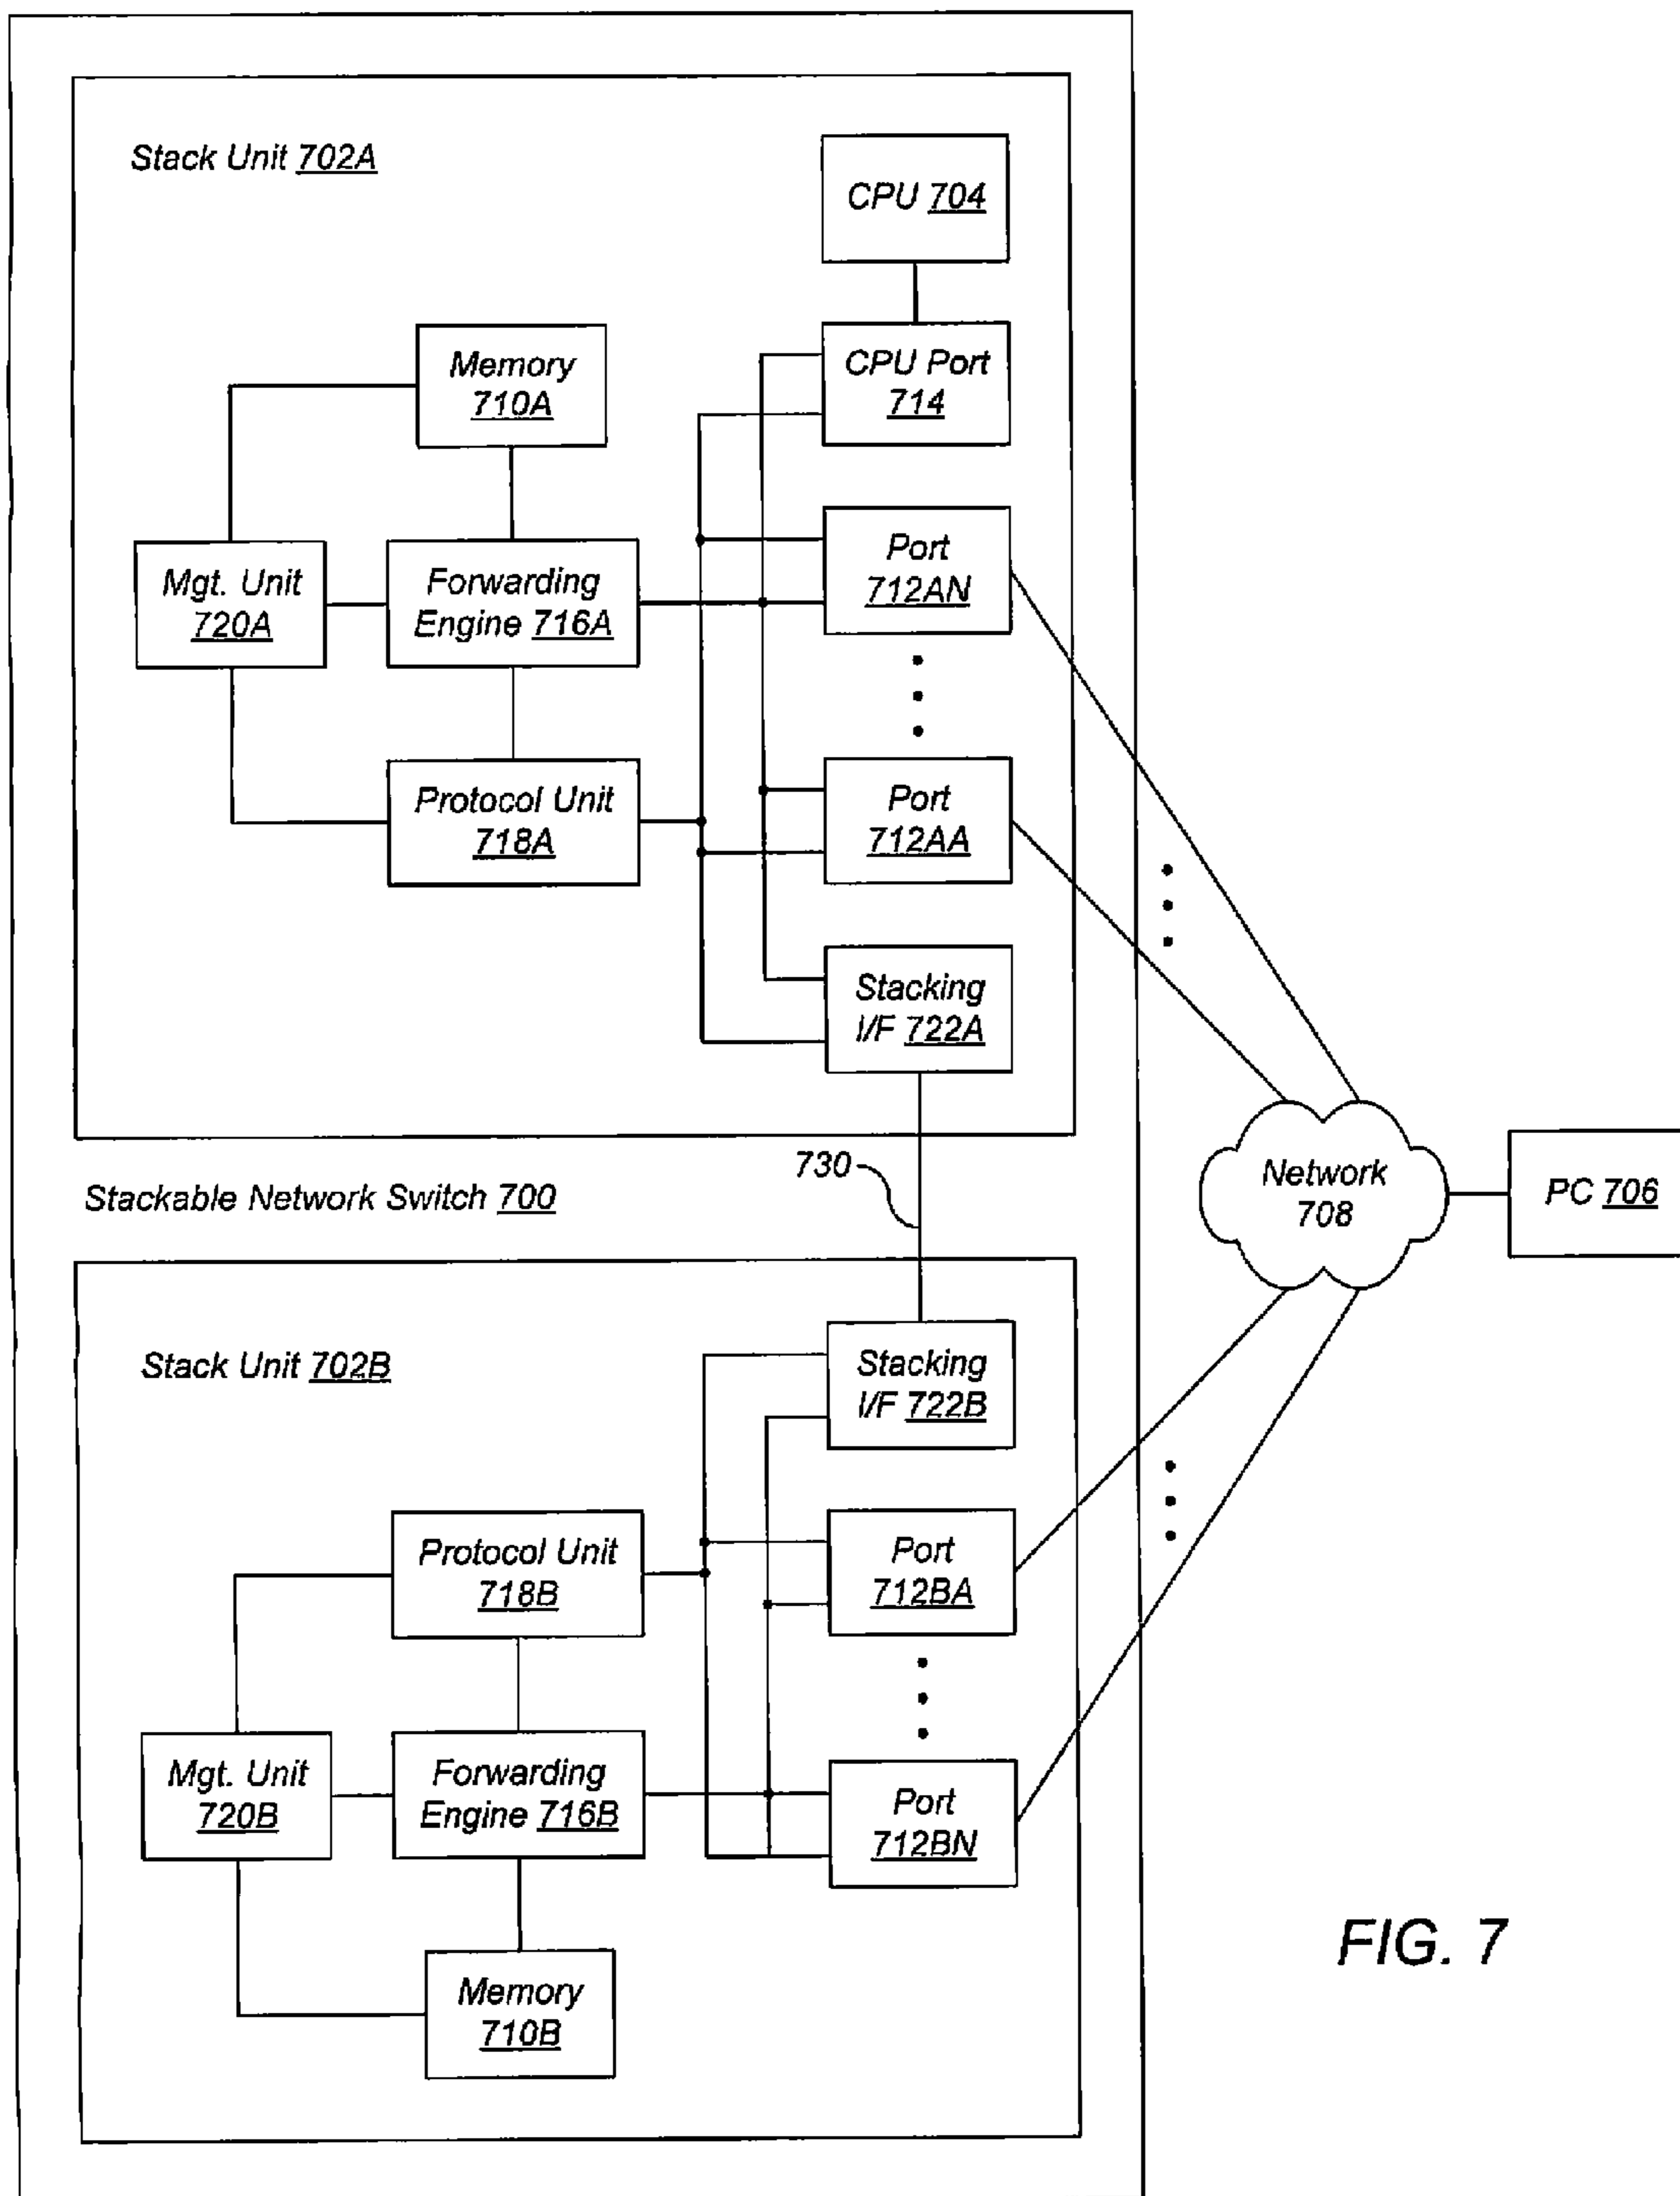 Stack Unit 702A
CPU 704
Memory
710A
CPU Port
714
Mgt. Unit
720A
Forwarding
Engine 716A
Port
712AN
Protocol Unit
718A
Port
712AA
Stacking
I/F 722A
730
Stackable Network Switch 700
Network
708
PC 706
Stack Unit 702B
Stacking
I/F 722B
Protocol Unit
718B
Port
712BA
Mgt. Unit
720B
Forwarding
Engine 716B
Port
712BN
Memory
710B
FIG. 7